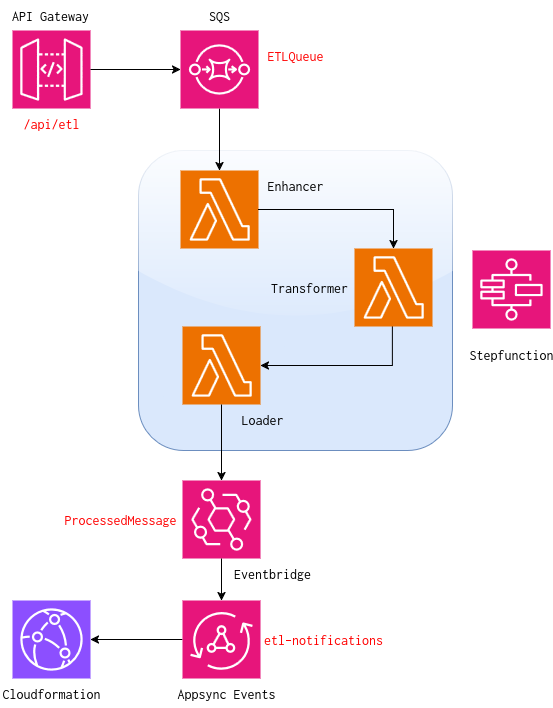 API Gateway
SQS
ETLQueue
/api/etl
Enhancer
Transformer
Stepfunction
Loader
ProcessedMessage
Eventbridge
etl-notifications
Cloudformation
Appsync Events